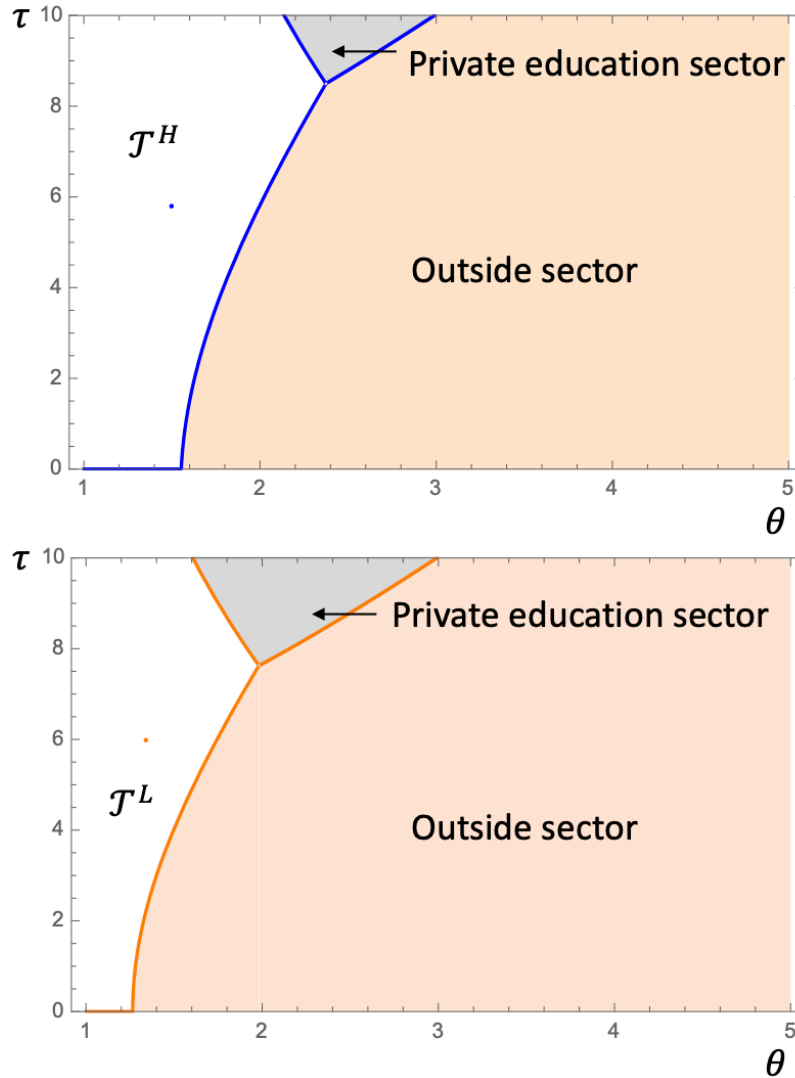 τ 10
Private education sector
8
𝒯^H
6
Outside sector
4
2
0
1 2 3 4 5
θ
τ 10
Private education sector
8
6
𝒯^L
Outside sector
4
2
0
1 2 3 4 5
θ